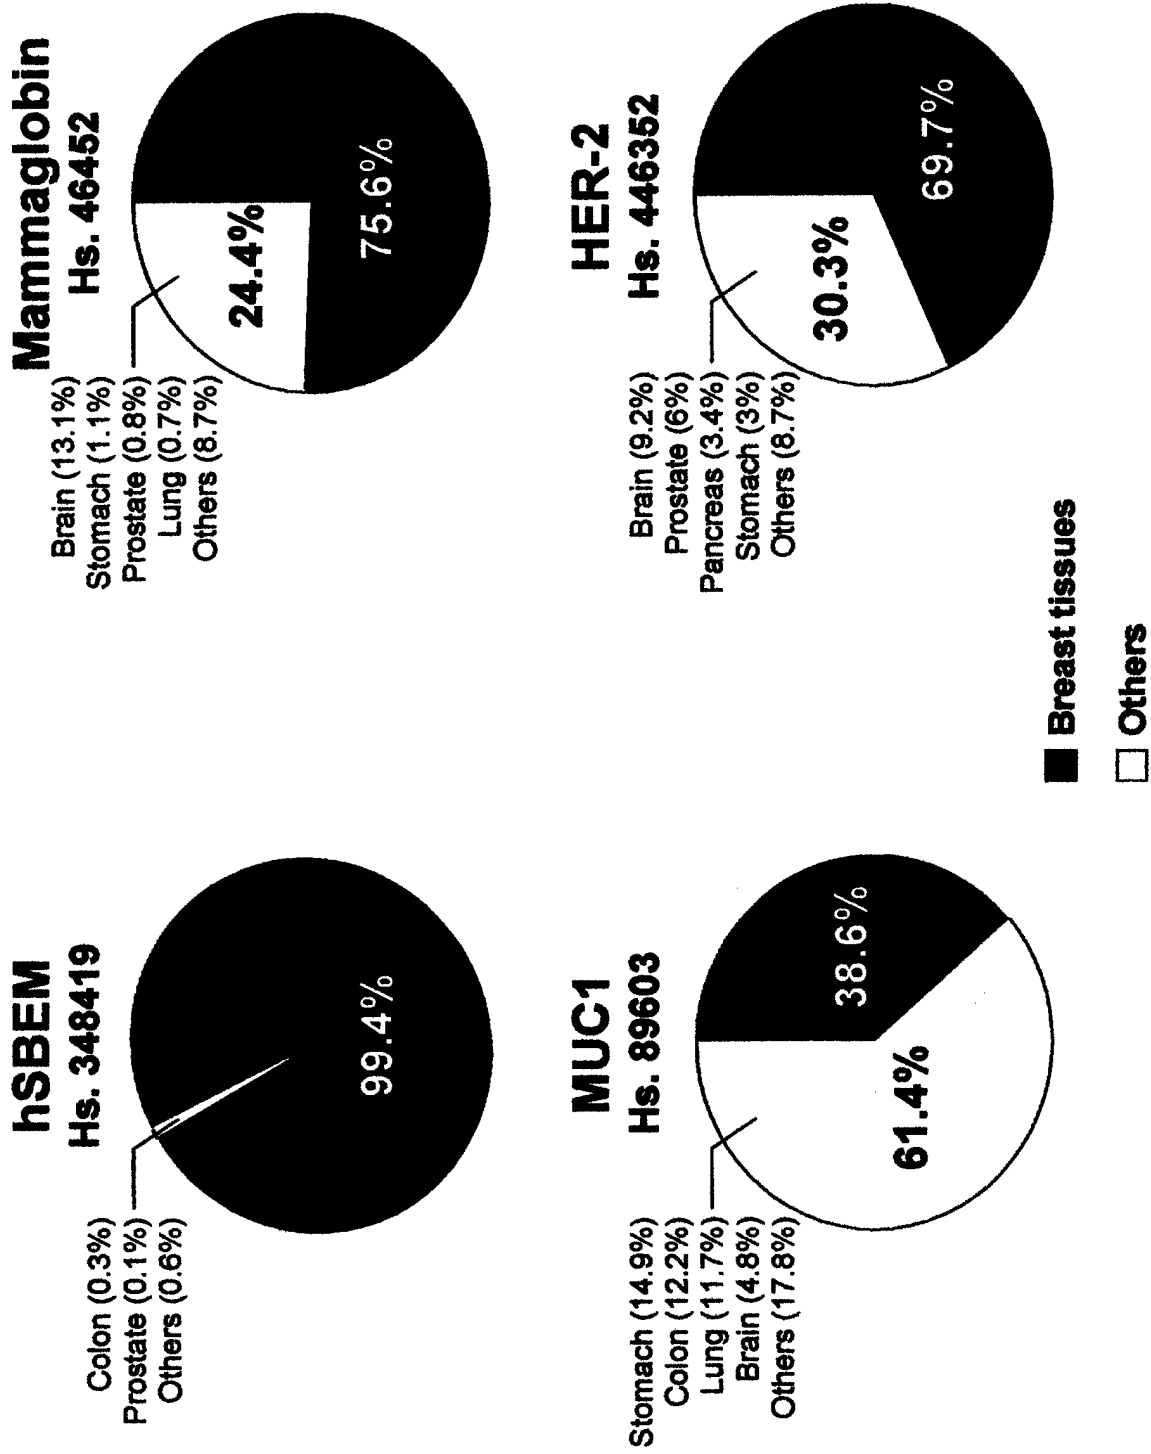 hSBEM
Hs. 348419
Colon (0.3%)
Prostate (0.1%)
Others (0.6%)
99.4%
Mammaglobin
Hs. 46452
Brain (13.1%)
Stomach (1.1%)
Prostate (0.8%)
Lung (0.7%)
Others (8.7%)
24.4%
75.6%
MUC1
Hs. 89603
Stomach (14.9%)
Colon (12.2%)
Lung (11.7%)
Brain (4.8%)
Others (17.8%)
61.4%
38.6%
HER-2
Hs. 446352
Brain (9.2%)
Prostate (6%)
Pancreas (3.4%)
Stomach (3%)
Others (8.7%)
30.3%
69.7%
Breast tissues
Others